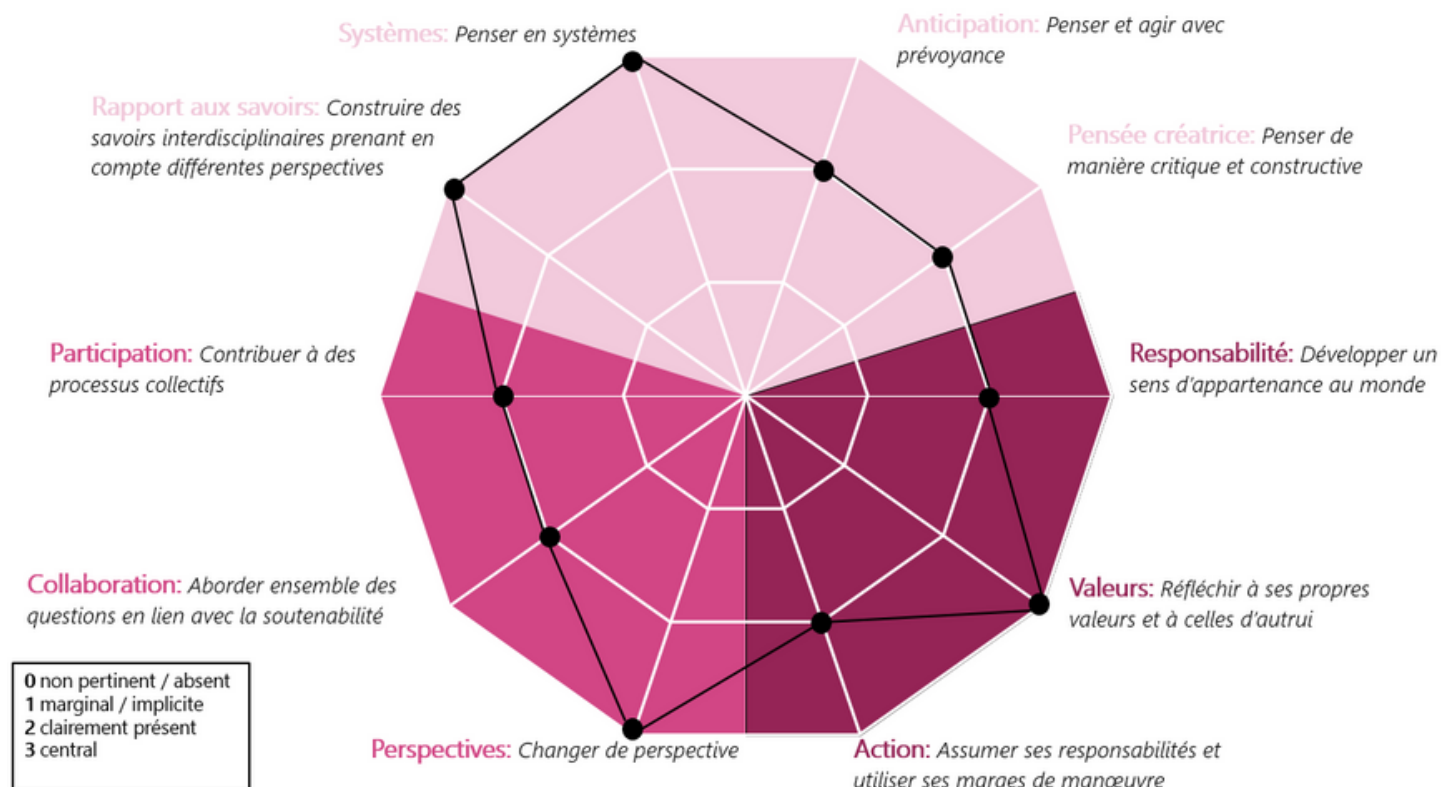 Systèmes: Penser en systèmes
Anticipation: Penser et agir avec
prévoyance
Rapport aux savoirs: Construire des
savoirs interdisciplinaires prenant en
compte différentes perspectives
Pensée créatrice: Penser de
manière critique et constructive
Participation: Contribuer à des
processus collectifs
Responsabilité: Développer un
sens d'appartenance au monde
Collaboration: Aborder ensemble des
questions en lien avec la soutenabilité
Valeurs: Réfléchir à ses propres
valeurs et à celles d'autrui
0 non pertinent / absent
1 marginal / implicite
2 clairement présent
3 central
Perspectives: Changer de perspective
Action: Assumer ses responsabilités et
utiliser ses marges de manœuvre